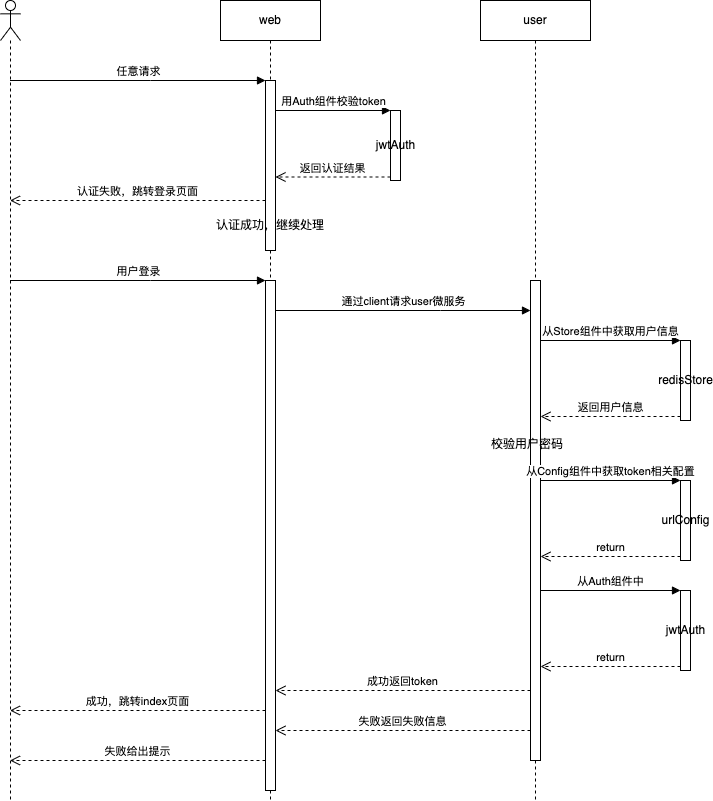 web
user
任意请求
用Auth组件校验token
jwtAuth
返回认证结果
认证失败，跳转登录页面
认证成功，继续处理
用户登录
通过client请求user微服务
从Store组件中获取用户信息
redisStore
返回用户信息
校验用户密码
从Config组件中获取token相关配置
urlConfig
return
从Auth组件中
jwtAuth
return
成功返回token
成功，跳转index页面
失败返回失败信息
失败给出提示